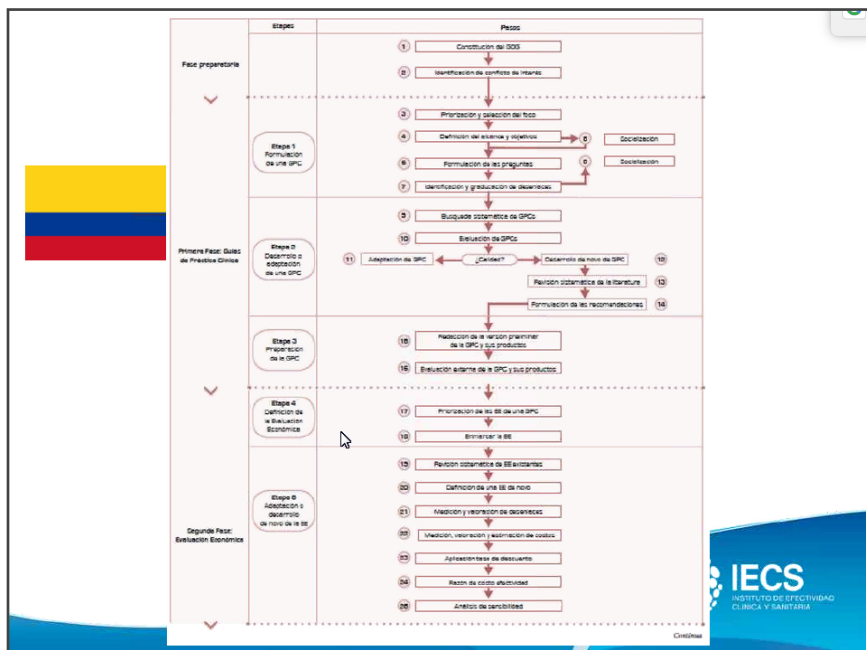 Etapas
Pasos
Fase preparatoria
1
Constitución del GDG
2
Identificación de conflicto de interés
Etapa 1
Formulación
de una GPC
3
Priorización y selección del foco
4
Definición del alcance y objetivos
5
Socialización
6
Formulación de las preguntas
Socialización
7
Identificación y graduación de desenlaces
Primera Fase: Guías
de Práctica Clínica
Etapa 2
Desarrollo o
adaptación
de una GPC
9
Búsqueda sistemática de GPCs
10
Evaluación de GPCs
11
Adaptación de GPC
¿Calidad?
Desarrollo de novo de GPC
12
Revisión sistemática de la literatura
13
Formulación de las recomendaciones
14
Etapa 3
Preparación
de la GPC
15
Redacción de la versión preliminar
de la GPC y sus productos
16
Evaluación externa de la GPC y sus productos
Etapa 4
Definición de
la Evaluación
Económica
17
Priorización de las EE de una GPC
18
Enmarcar la EE
Segunda Fase:
Evaluación Económica
Etapa 5
Adaptación o
desarrollo
de novo de la EE
19
Revisión sistemática de EE existentes
20
Definición de una EE de novo
21
Medición y valoración de desenlaces
22
Medición, valoración y estimación de costos
23
Aplicación tasa de descuento
24
Razón de costo efectividad
25
Análisis de sensibilidad
Continúa
IECS
INSTITUTO DE EFECTIVIDAD
CLINICA Y SANITARIA